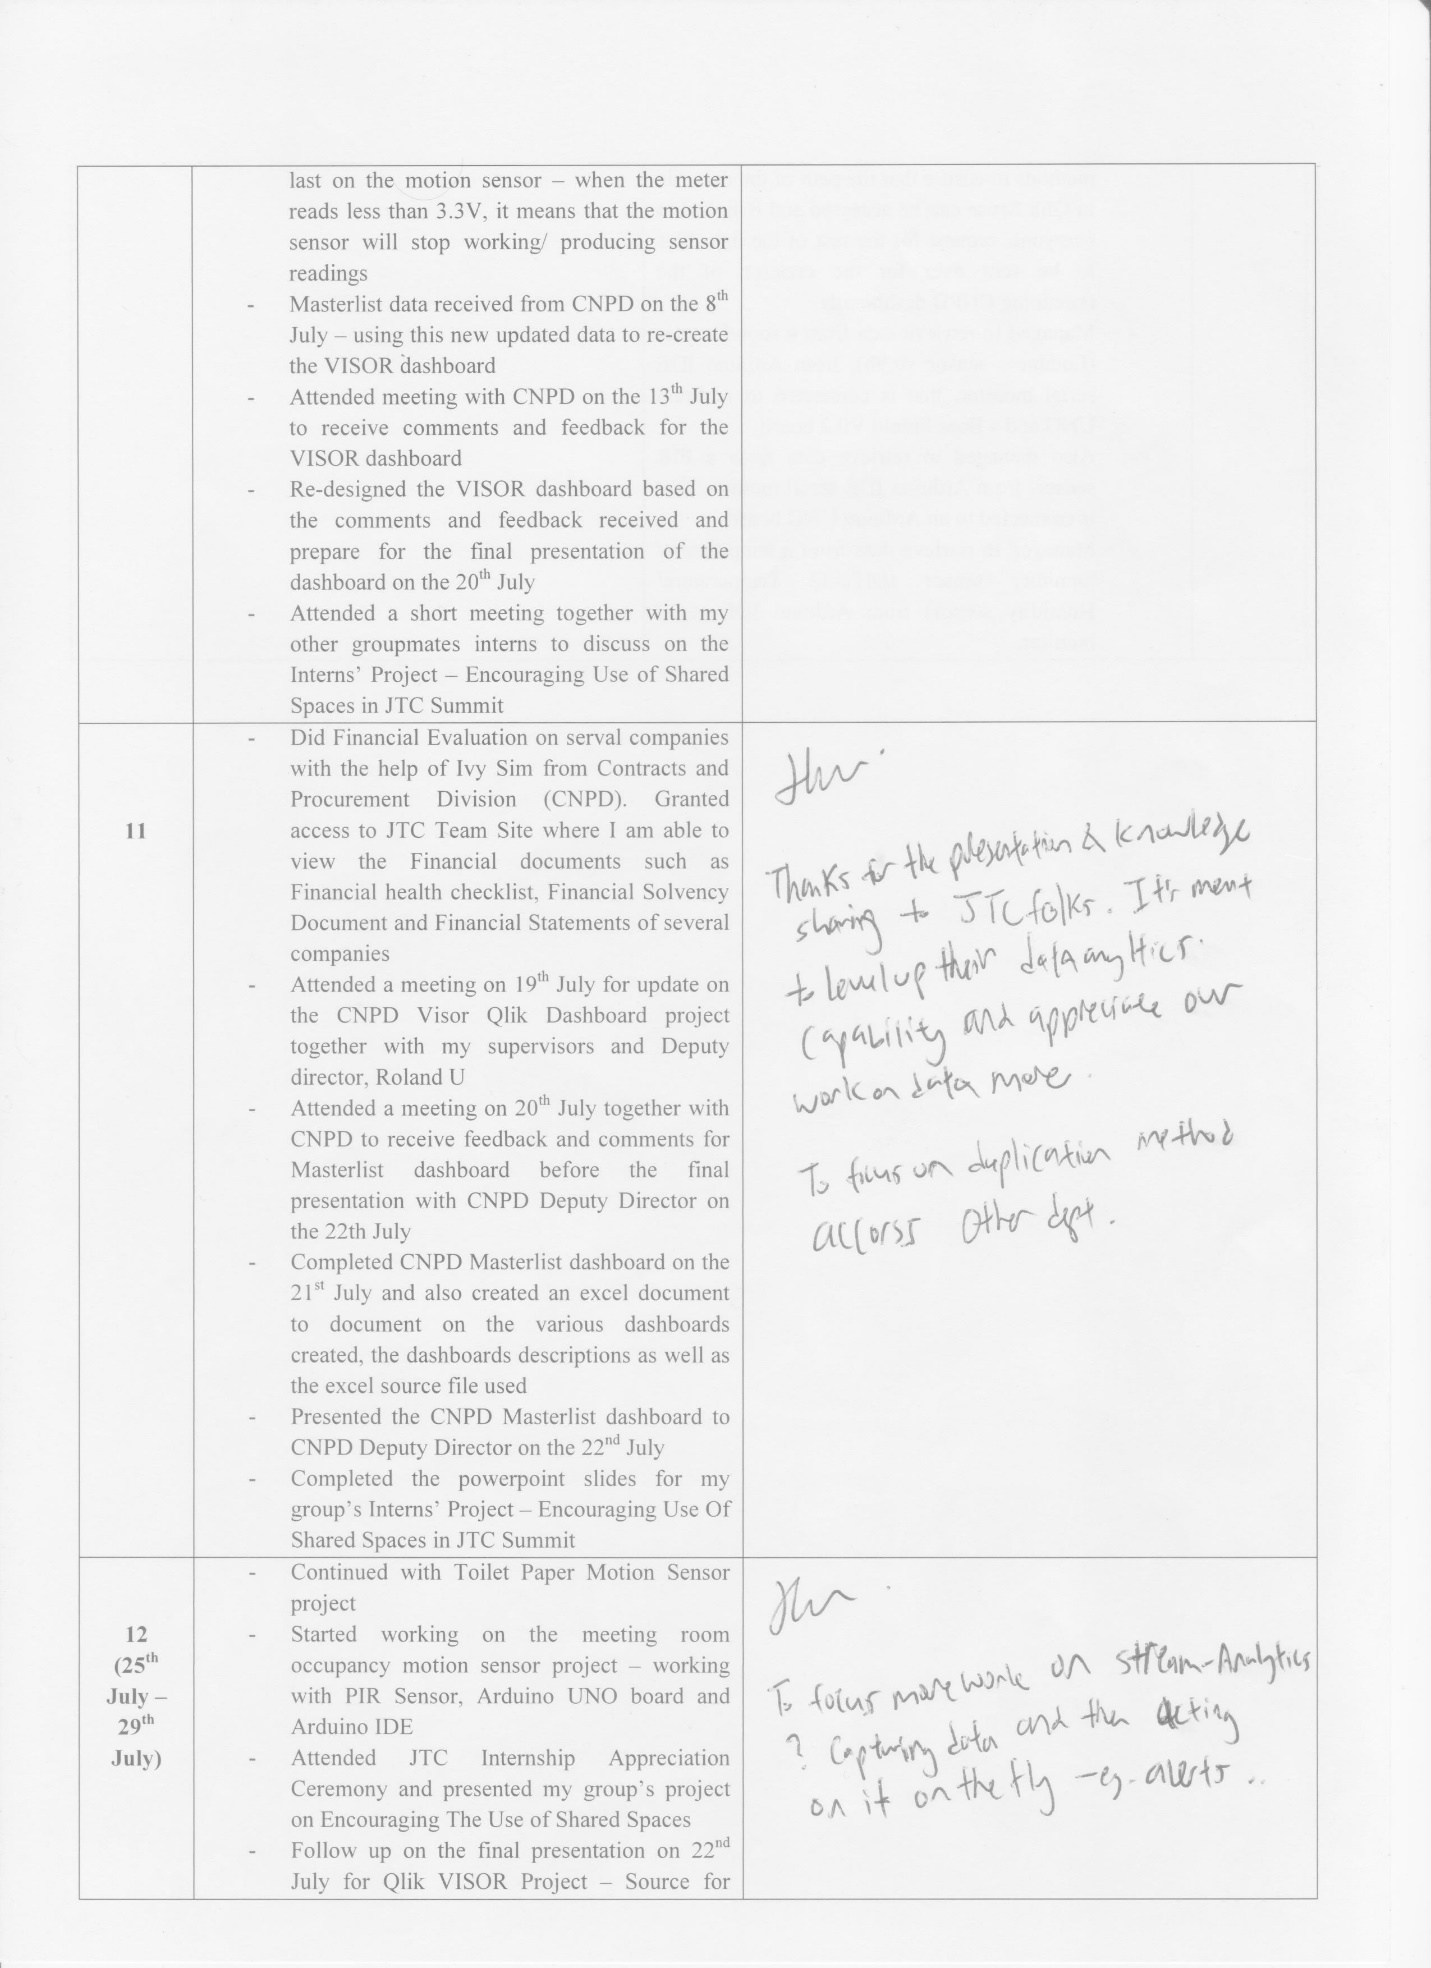 last on the motion sensor – when the meter
reads less than 3.3V, it means that the motion
sensor will stop working/ producing sensor
readings
- Masterlist data received from CNPD on the 8th
July – using this new updated data to re-create
the VISOR dashboard
- Attended meeting with CNPD on the 13th July
to receive comments and feedback for the
VISOR dashboard
- Re-designed the VISOR dashboard based on
the comments and feedback received and
prepare for the final presentation of the
dashboard on the 20th July
- Attended a short meeting together with my
other groupmates interns to discuss on the
Interns' Project – Encouraging Use of Shared
Spaces in JTC Summit
11
- Did Financial Evaluation on serval companies
with the help of Ivy Sim from Contracts and
Procurement Division (CNPD). Granted
access to JTC Team Site where I am able to
view the Financial documents such as
Financial health checklist, Financial Solvency
Document and Financial Statements of several
companies
- Attended a meeting on 19th July for update on
the CNPD Visor Qlik Dashboard project
together with my supervisors and Deputy
director, Roland U
- Attended a meeting on 20th July together with
CNPD to receive feedback and comments for
Masterlist dashboard before the final
presentation with CNPD Deputy Director on
the 22th July
- Completed CNPD Masterlist dashboard on the
21st July and also created an excel document
to document on the various dashboards
created, the dashboards descriptions as well as
the excel source file used
- Presented the CNPD Masterlist dashboard to
CNPD Deputy Director on the 22nd July
- Completed the powerpoint slides for my
group's Interns' Project – Encouraging Use Of
Shared Spaces in JTC Summit
Thanks for the presentation & knowledge
sharing to JTC folks. It's ment
to level up their data anyltics
capability and appreciate our
work on data more.
To focus on duplication method
accorss other dept.
12
(25th
July –
29th
July)
- Continued with Toilet Paper Motion Sensor
project
- Started working on the meeting room
occupancy motion sensor project – working
with PIR Sensor, Arduino UNO board and
Arduino IDE
- Attended JTC Internship Appreciation
Ceremony and presented my group's project
on Encouraging The Use of Shared Spaces
- Follow up on the final presentation on 22nd
July for Qlik VISOR Project – Source for
To focus more work on stream-Analytics
? Capturing data and then acting
on it on the fly – eg. alerts ..